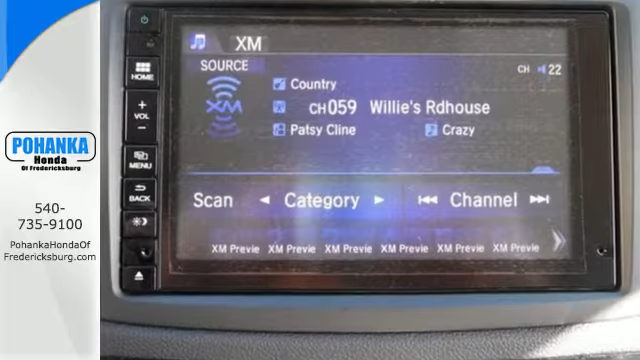 POHANKA
Honda
Of Fredericksburg
540-
735-9100
PohankaHondaOf
Fredericksburg.com
HOME
+
VOL
−
MENU
BACK
XM
SOURCE
XM
CH 22
Country
CH059 Willie's Rdhouse
Patsy Cline Crazy
Scan Category Channel
XM Previe XM Previe XM Previe XM Previe XM Previe XM Previe